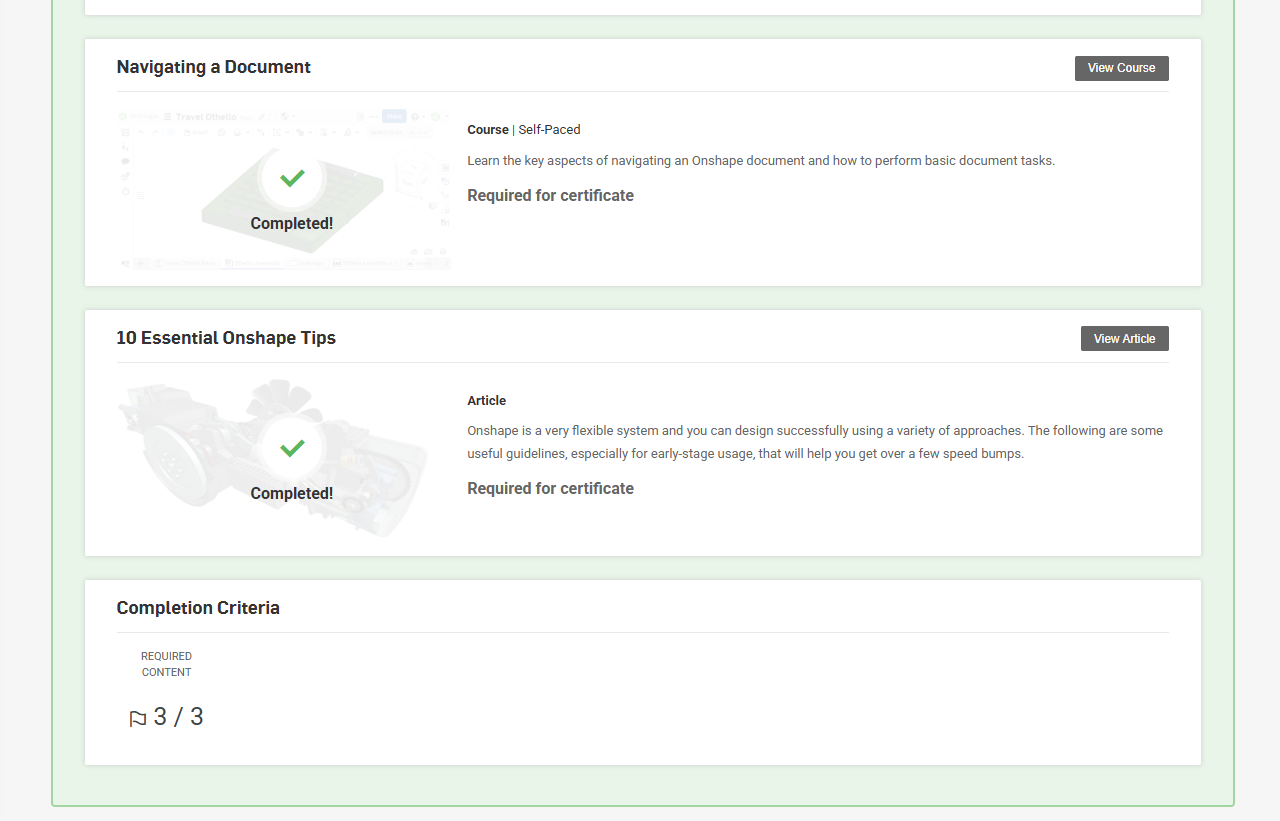 Navigating a Document
View Course
Travel Othello
Course | Self-Paced
Learn the key aspects of navigating an Onshape document and how to perform basic document tasks.
Required for certificate
Completed!
10 Essential Onshape Tips
View Article
Article
Onshape is a very flexible system and you can design successfully using a variety of approaches. The following are some
useful guidelines, especially for early-stage usage, that will help you get over a few speed bumps.
Required for certificate
Completed!
Completion Criteria
REQUIRED
CONTENT
3 / 3